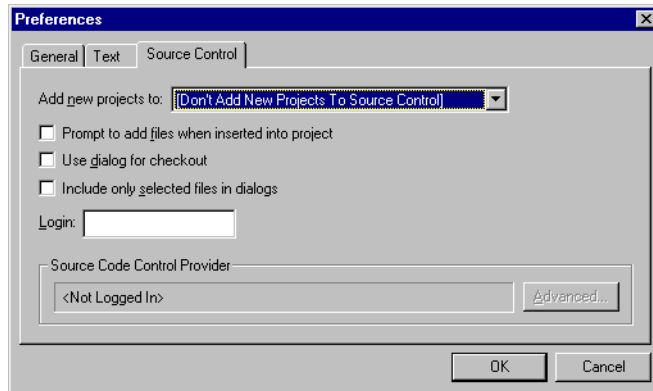 Preferences
General Text Source Control
Add new projects to: [Don't Add New Projects To Source Control]
Prompt to add files when inserted into project
Use dialog for checkout
Include only selected files in dialogs
Login:
Source Code Control Provider
<Not Logged In> Advanced...
OK Cancel